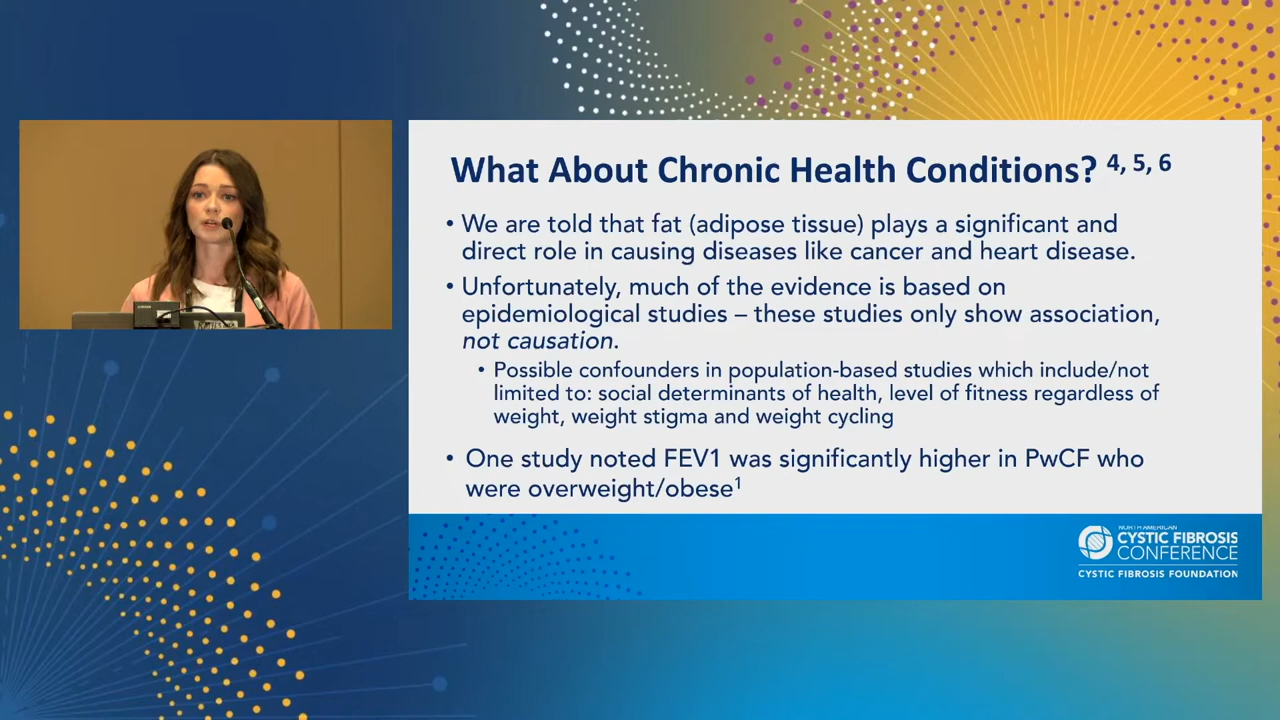 What About Chronic Health Conditions? 4, 5, 6
• We are told that fat (adipose tissue) plays a significant and
direct role in causing diseases like cancer and heart disease.
• Unfortunately, much of the evidence is based on
epidemiological studies – these studies only show association,
not causation.
• Possible confounders in population-based studies which include/not
limited to: social determinants of health, level of fitness regardless of
weight, weight stigma and weight cycling
• One study noted FEV1 was significantly higher in PwCF who
were overweight/obese1
NORTH AMERICAN
CYSTIC FIBROSIS
CONFERENCE
CYSTIC FIBROSIS FOUNDATION